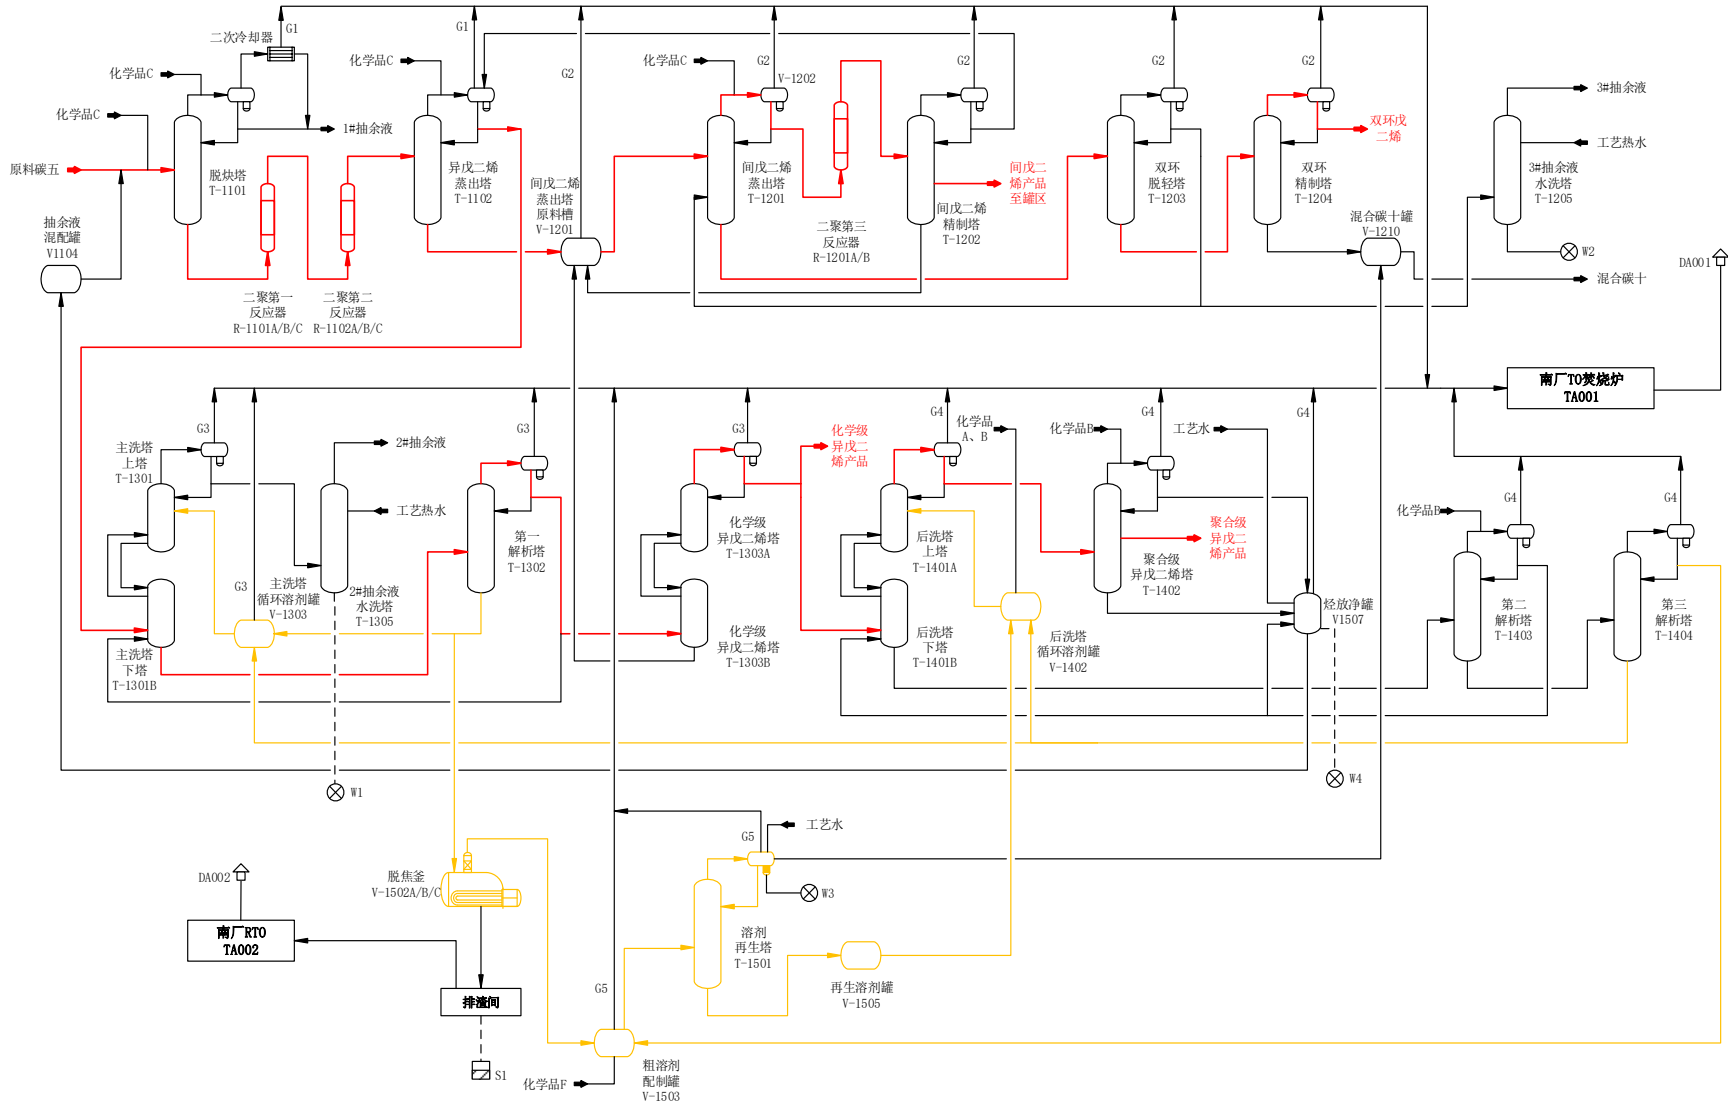 二次冷却器
G1
G1
G2
G2
G2
G2
G2
化学品C
化学品C
化学品C
化学品C
1#抽余液
原料碳五
脱炔塔
T-1101
抽余液
混配罐
V1104
二聚第一
反应器
R-1101A/B/C
二聚第二
反应器
R-1102A/B/C
异戊二烯
蒸出塔
T-1102
间戊二烯
蒸出塔
原料槽
V-1201
V-1202
间戊二烯
蒸出塔
T-1201
二聚第三
反应器
R-1201A/B
间戊二烯
精制塔
T-1202
间戊二
烯产品
至罐区
双环
脱轻塔
T-1203
双环
精制塔
T-1204
双环戊
二烯
混合碳十罐
V-1210
3#抽余液
工艺热水
3#抽余液
水洗塔
T-1205
W2
混合碳十
DA001
南厂TO焚烧炉
TA001
主洗塔
上塔
T-1301
G3
2#抽余液
工艺热水
G3
主洗塔
循环溶剂罐
V-1303
G3
2#抽余液
水洗塔
T-1305
第一
解析塔
T-1302
主洗塔
下塔
T-1301B
W1
G3
化学级
异戊二烯塔
T-1303A
化学级
异戊二烯塔
T-1303B
化学级
异戊二
烯产品
G4
化学品
A、B
后洗塔
上塔
T-1401A
后洗塔
下塔
T-1401B
后洗塔
循环溶剂罐
V-1402
化学品B
G4
工艺水
G4
聚合级
异戊二
烯产品
聚合级
异戊二烯塔
T-1402
烃放净罐
V1507
W4
化学品B
G4
G4
第二
解析塔
T-1403
第三
解析塔
T-1404
脱焦釜
V-1502A/B/C
DA002
南厂RTO
TA002
排渣间
S1
G5
工艺水
W3
溶剂
再生塔
T-1501
再生溶剂罐
V-1505
G5
粗溶剂
配制罐
V-1503
化学品F